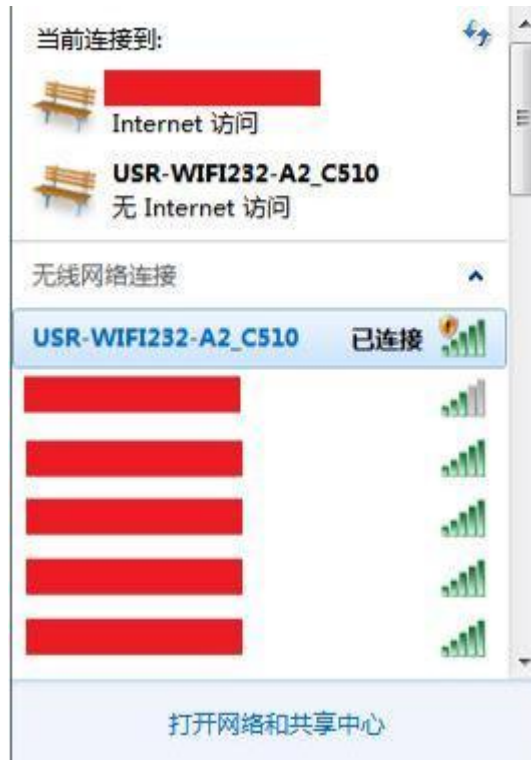 当前连接到:
Internet 访问
USR-WIFI232-A2_C510
无 Internet 访问
无线网络连接
USR-WIFI232-A2_C510 已连接
打开网络和共享中心